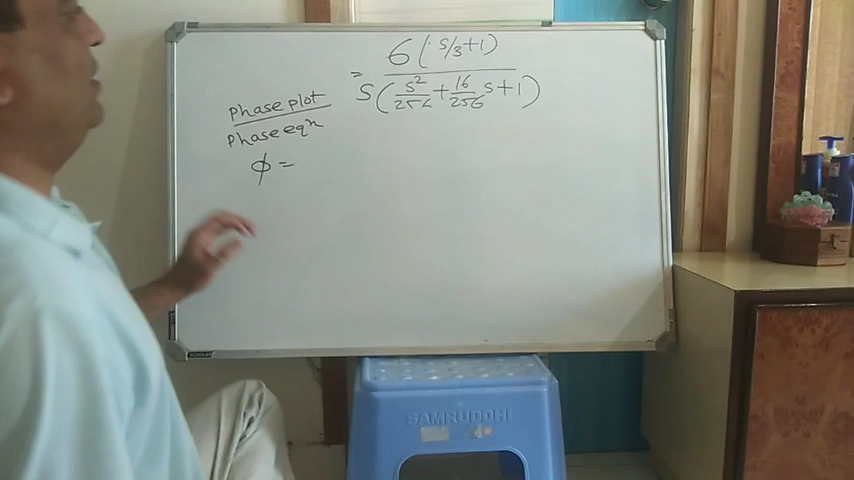 = 6 ( s/3 + 1 )
S ( s²/256 + 16/256 s + 1 )
Phase plot
Phase eqn
ϕ =
SAMRUDDHI